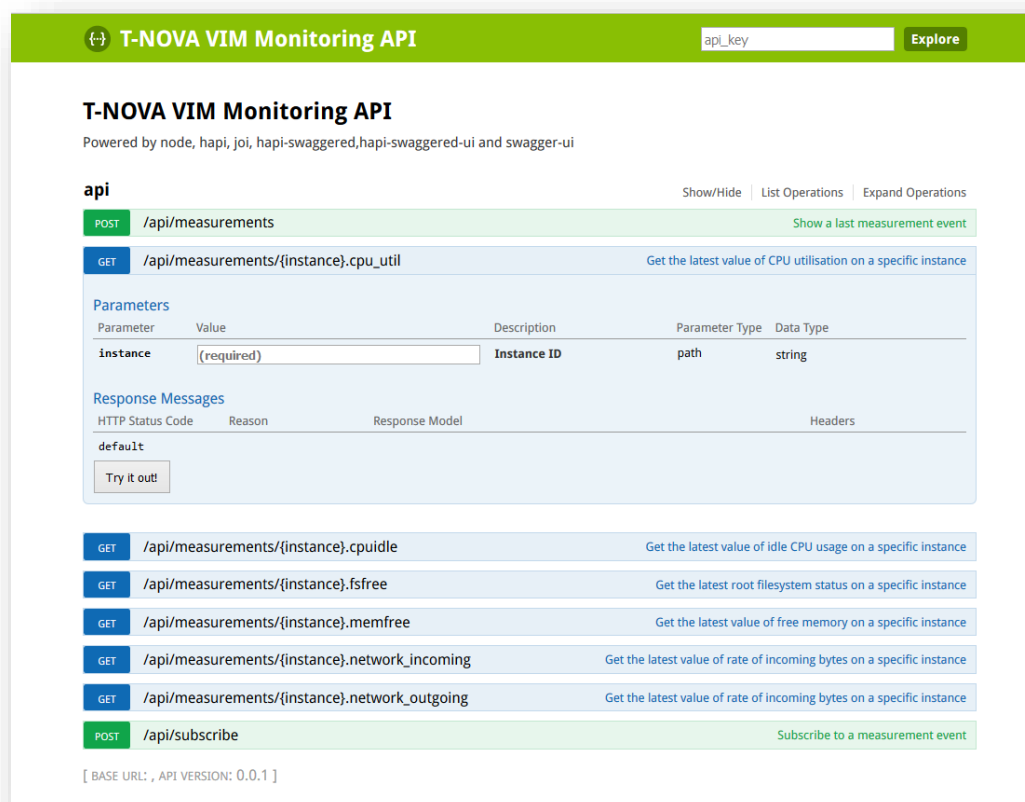 T-NOVA VIM Monitoring API api_key Explore
T-NOVA VIM Monitoring API
Powered by node, hapi, joi, hapi-swaggered,hapi-swaggered-ui and swagger-ui
api Show/Hide List Operations Expand Operations
POST /api/measurements Show a last measurement event
GET /api/measurements/{instance}.cpu_util Get the latest value of CPU utilisation on a specific instance
Parameters
Parameter Value Description Parameter Type Data Type
instance (required) Instance ID path string
Response Messages
HTTP Status Code Reason Response Model Headers
default
Try it out!
GET /api/measurements/{instance}.cpuidle Get the latest value of idle CPU usage on a specific instance
GET /api/measurements/{instance}.fsfree Get the latest root filesystem status on a specific instance
GET /api/measurements/{instance}.memfree Get the latest value of free memory on a specific instance
GET /api/measurements/{instance}.network_incoming Get the latest value of rate of incoming bytes on a specific instance
GET /api/measurements/{instance}.network_outgoing Get the latest value of rate of incoming bytes on a specific instance
POST /api/subscribe Subscribe to a measurement event
[ BASE URL: , API VERSION: 0.0.1 ]